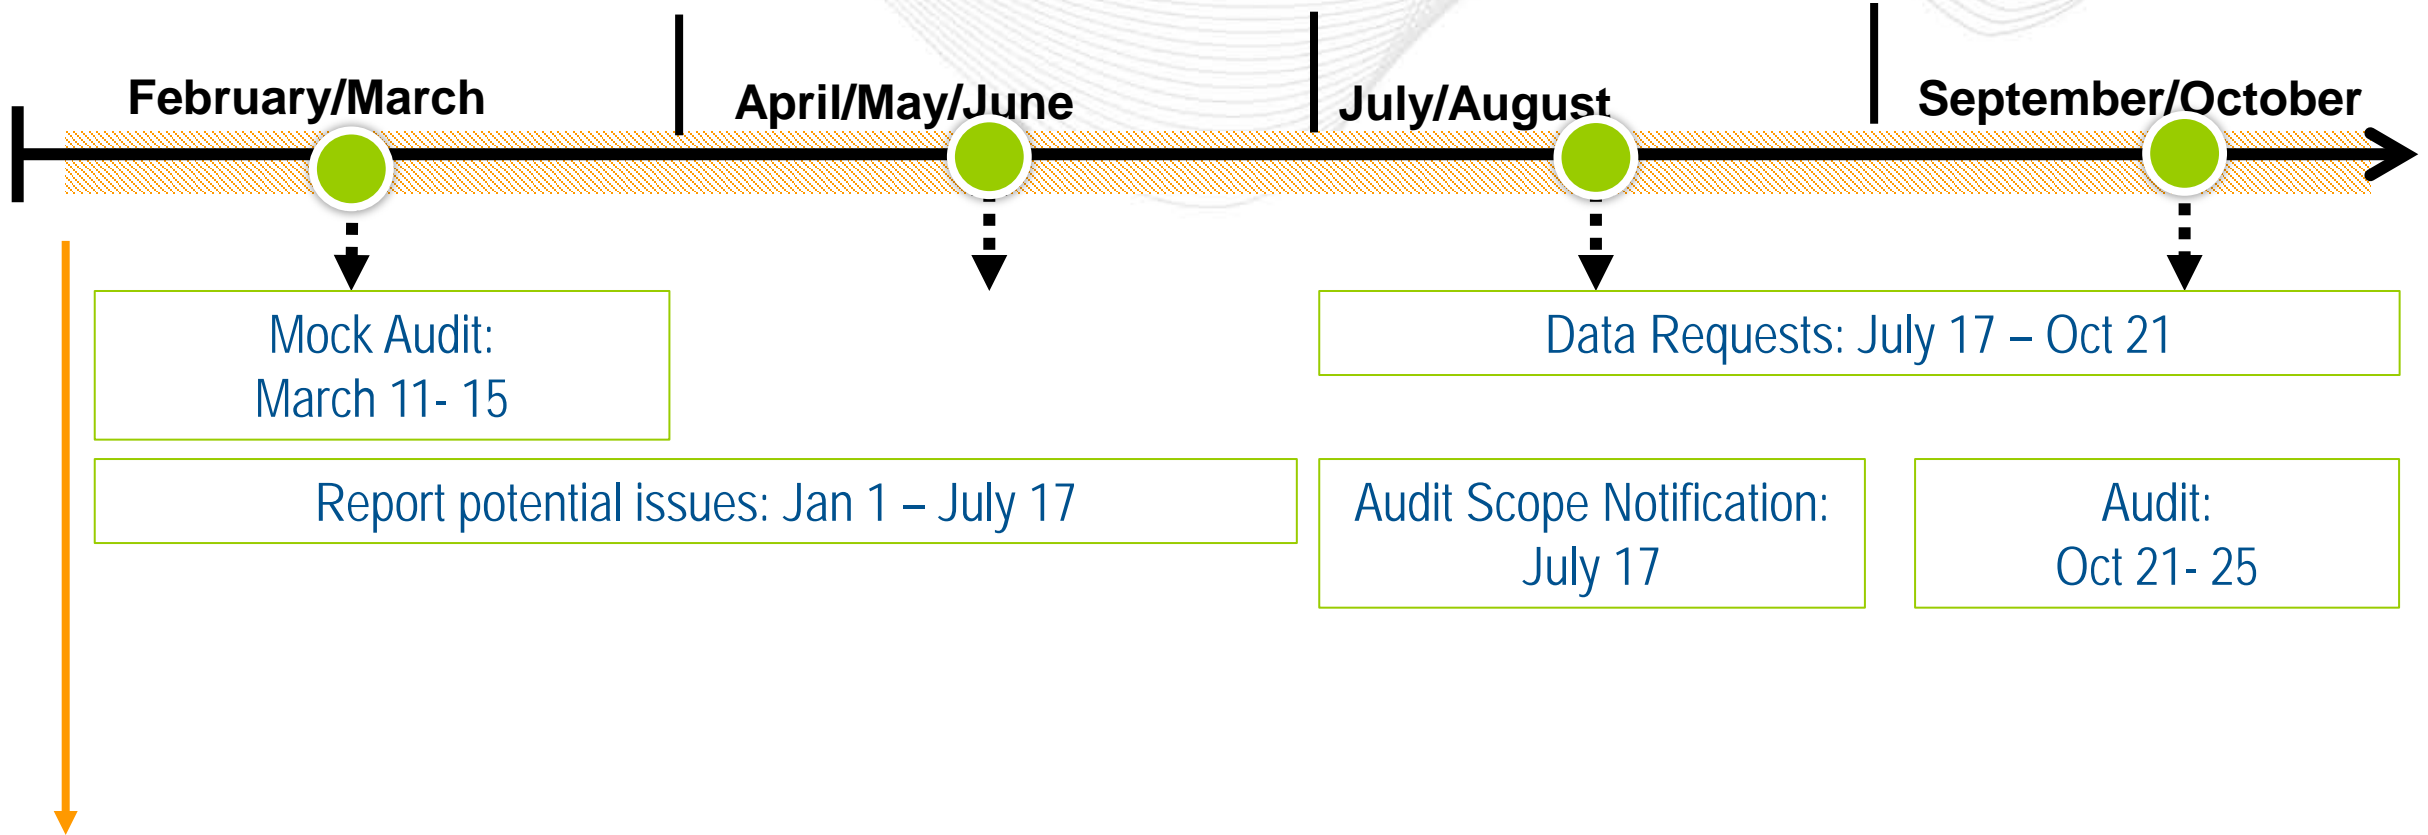 February/March
April/May/June
July/August
September/October
Mock Audit:
March 11- 15
Data Requests: July 17 – Oct 21
Report potential issues: Jan 1 – July 17
Audit Scope Notification:
July 17
Audit:
Oct 21- 25